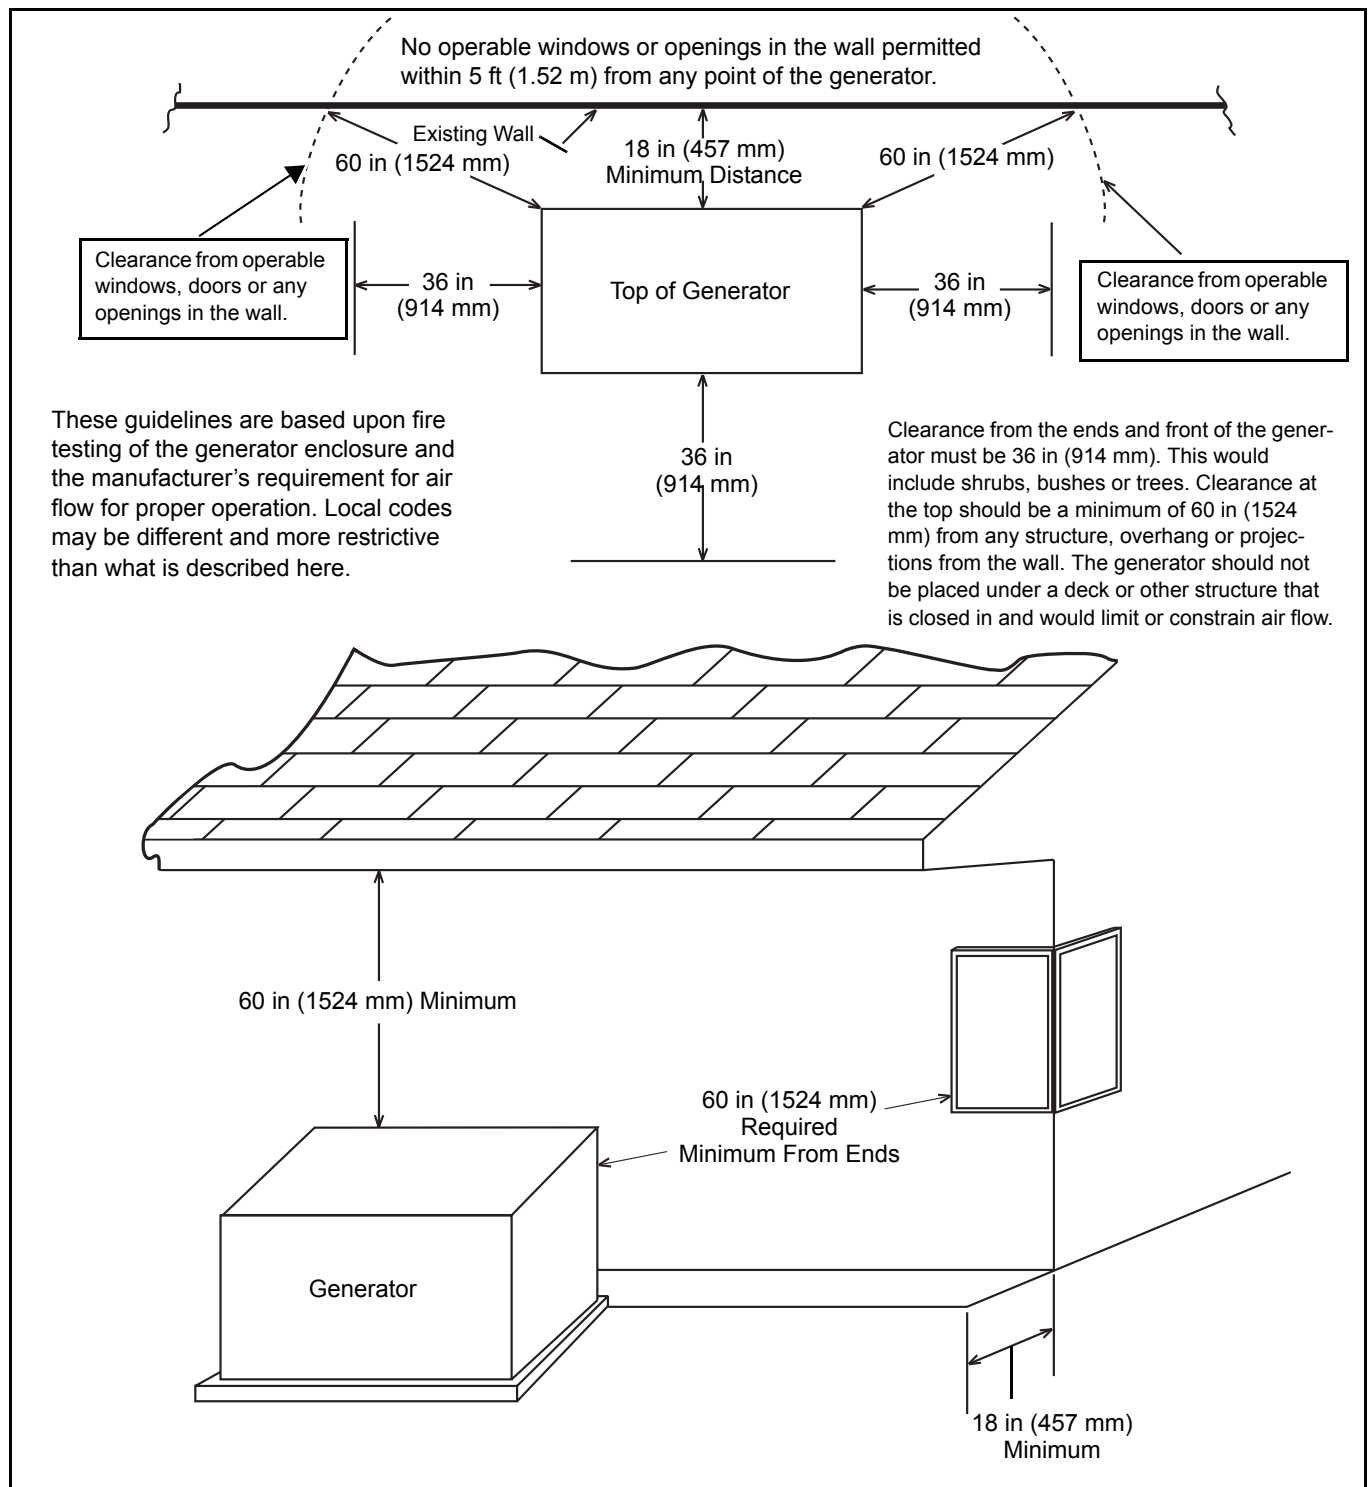 No operable windows or openings in the wall permitted
within 5 ft (1.52 m) from any point of the generator.
Existing Wall
60 in (1524 mm)
18 in (457 mm)
Minimum Distance
60 in (1524 mm)
Clearance from operable
windows, doors or any
openings in the wall.
36 in
(914 mm)
Top of Generator
36 in
(914 mm)
Clearance from operable
windows, doors or any
openings in the wall.
These guidelines are based upon fire
testing of the generator enclosure and
the manufacturer’s requirement for air
flow for proper operation. Local codes
may be different and more restrictive
than what is described here.
36 in
(914 mm)
Clearance from the ends and front of the gener-
ator must be 36 in (914 mm). This would
include shrubs, bushes or trees. Clearance at
the top should be a minimum of 60 in (1524
mm) from any structure, overhang or projec-
tions from the wall. The generator should not
be placed under a deck or other structure that
is closed in and would limit or constrain air flow.
60 in (1524 mm) Minimum
60 in (1524 mm)
Required
Minimum From Ends
Generator
18 in (457 mm)
Minimum